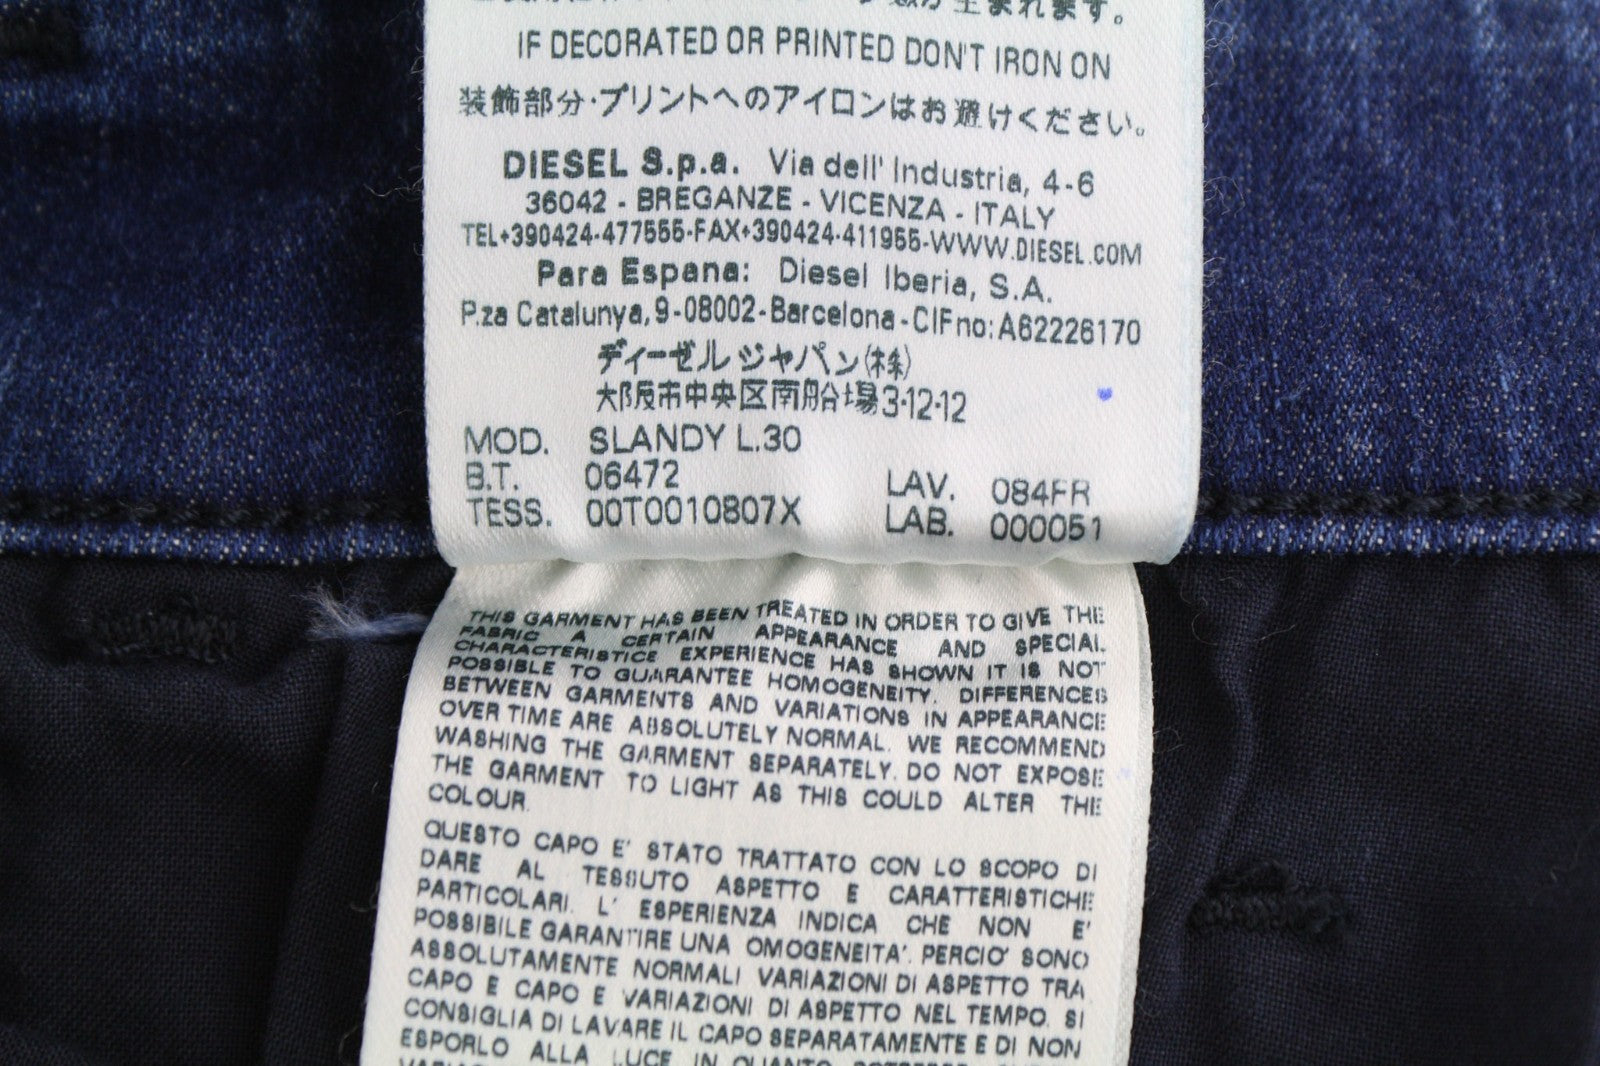 生まれます。
IF DECORATED OR PRINTED DON'T IRON ON
装飾部分・プリントへのアイロンはお避けください。
DIESEL S.p.a. Via dell' Industria, 4-6
36042 - BREGANZE - VICENZA - ITALY
TEL+390424-477555-FAX+390424-411955-WWW.DIESEL.COM
Para Espana: Diesel Iberia, S.A.
P.za Catalunya, 9-08002-Barcelona-CIF no: A62226170
ディーゼル ジャパン(株)
大阪市中央区南船場3-12-12
MOD. SLANDY L.30
B.T. 06472 LAV. 084FR
TESS. 00T0010807X LAB. 000051
THIS GARMENT HAS BEEN TREATED IN ORDER TO GIVE THE
FABRIC A CERTAIN APPEARANCE AND SPECIAL
CHARACTERISTICE EXPERIENCE HAS SHOWN IT IS NOT
POSSIBLE TO GUARANTEE HOMOGENEITY. DIFFERENCES
BETWEEN GARMENTS AND VARIATIONS IN APPEARANCE
OVER TIME ARE ABSOLUTELY NORMAL. WE RECOMMEND
WASHING THE GARMENT SEPARATELY. DO NOT EXPOSE
THE GARMENT TO LIGHT AS THIS COULD ALTER THE
COLOUR.
QUESTO CAPO E' STATO TRATTATO CON LO SCOPO DI
DARE AL TESSUTO ASPETTO E CARATTERISTICHE
PARTICOLARI. L' ESPERIENZA INDICA CHE NON E'
POSSIBILE GARANTIRE UNA OMOGENEITA'. PERCIO' SONO
ASSOLUTAMENTE NORMALI VARIAZIONI DI ASPETTO TRA
CAPO E CAPO E VARIAZIONI DI ASPETTO NEL TEMPO. SI
CONSIGLIA DI LAVARE IL CAPO SEPARATAMENTE E DI NON
ESPORLO ALLA LUCE IN QUANTO